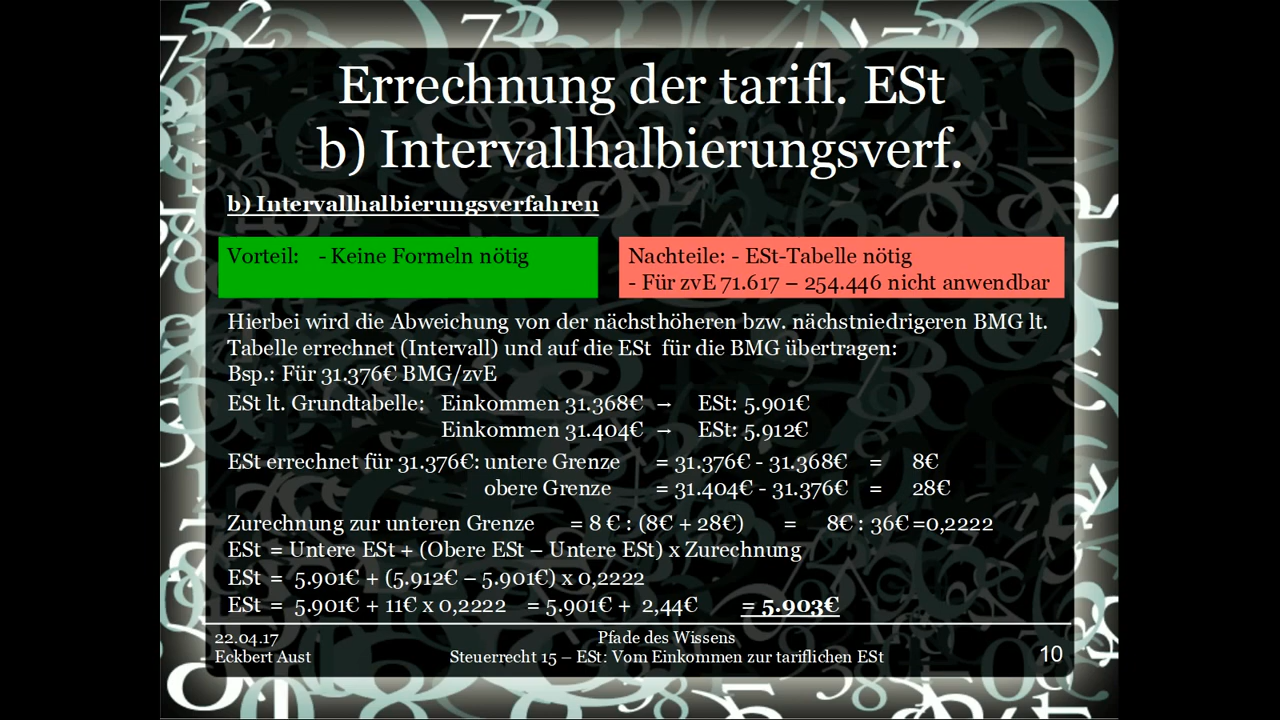 Errechnung der tarifl. ESt
b) Intervallhalbierungsverf.
b) Intervallhalbierungsverfahren
Vorteil: - Keine Formeln nötig
Nachteile: - ESt-Tabelle nötig
- Für zvE 71.617 – 254.446 nicht anwendbar
Hierbei wird die Abweichung von der nächsthöheren bzw. nächstniedrigeren BMG lt.
Tabelle errechnet (Intervall) und auf die ESt für die BMG übertragen:
Bsp.: Für 31.376€ BMG/zvE
ESt lt. Grundtabelle: Einkommen 31.368€ → ESt: 5.901€
Einkommen 31.404€ → ESt: 5.912€
ESt errechnet für 31.376€: untere Grenze = 31.376€ - 31.368€ = 8€
obere Grenze = 31.404€ - 31.376€ = 28€
Zurechnung zur unteren Grenze = 8 € : (8€ + 28€) = 8€ : 36€ =0,2222
ESt = Untere ESt + (Obere ESt – Untere ESt) x Zurechnung
ESt = 5.901€ + (5.912€ – 5.901€) x 0,2222
ESt = 5.901€ + 11€ x 0,2222 = 5.901€ + 2,44€ = 5.903€
22.04.17 Pfade des Wissens
Eckbert Aust Steuerrecht 15 – ESt: Vom Einkommen zur tariflichen ESt 10